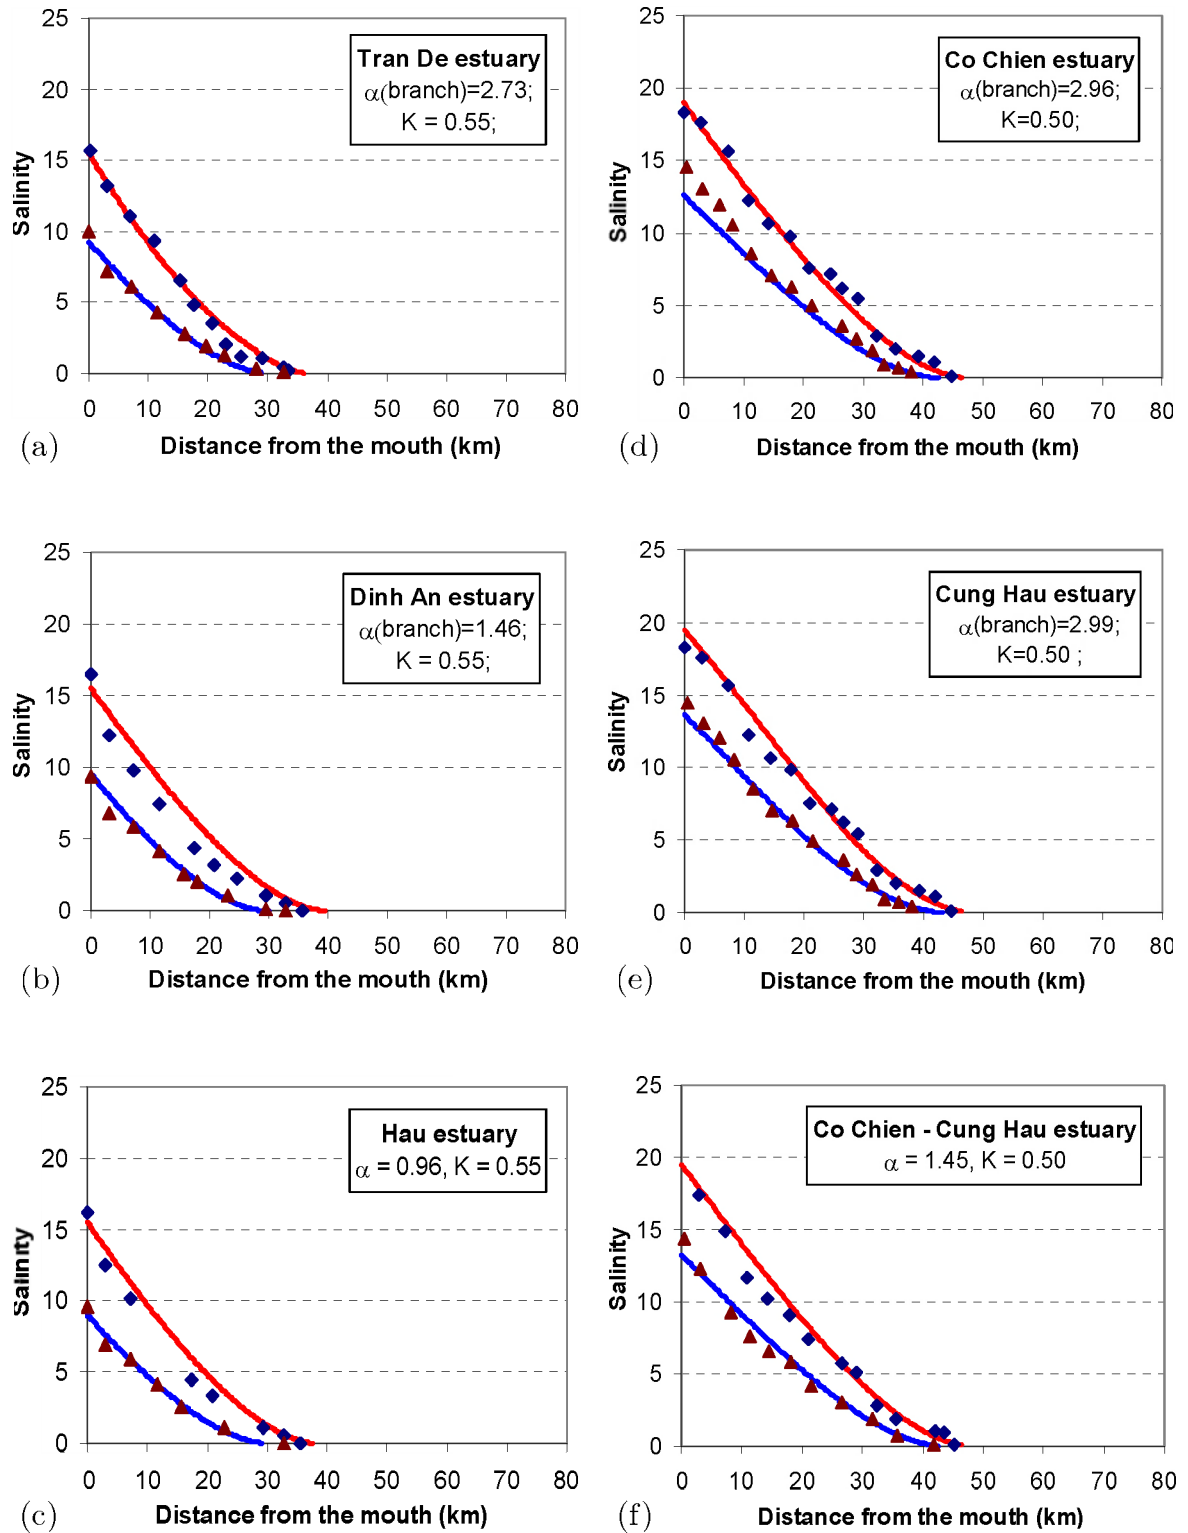 25
20
15
10
5
0
Salinity
Tran De estuary
α(branch)=2.73;
K = 0.55;
0 10 20 30 40 50 60 70 80
(a)
Distance from the mouth (km)
25
20
15
10
5
0
Salinity
Co Chien estuary
α(branch)=2.96;
K=0.50;
0 10 20 30 40 50 60 70 80
(d)
Distance from the mouth (km)
25
20
15
10
5
0
Salinity
Dinh An estuary
α(branch)=1.46;
K = 0.55;
0 10 20 30 40 50 60 70 80
(b)
Distance from the mouth (km)
25
20
15
10
5
0
Salinity
Cung Hau estuary
α(branch)=2.99;
K=0.50 ;
0 10 20 30 40 50 60 70 80
(e)
Distance from the mouth (km)
25
20
15
10
5
0
Salinity
Hau estuary
α = 0.96, K = 0.55
0 10 20 30 40 50 60 70 80
(c)
Distance from the mouth (km)
25
20
15
10
5
0
Salinity
Co Chien - Cung Hau estuary
α = 1.45, K = 0.50
0 10 20 30 40 50 60 70 80
(f)
Distance from the mouth (km)